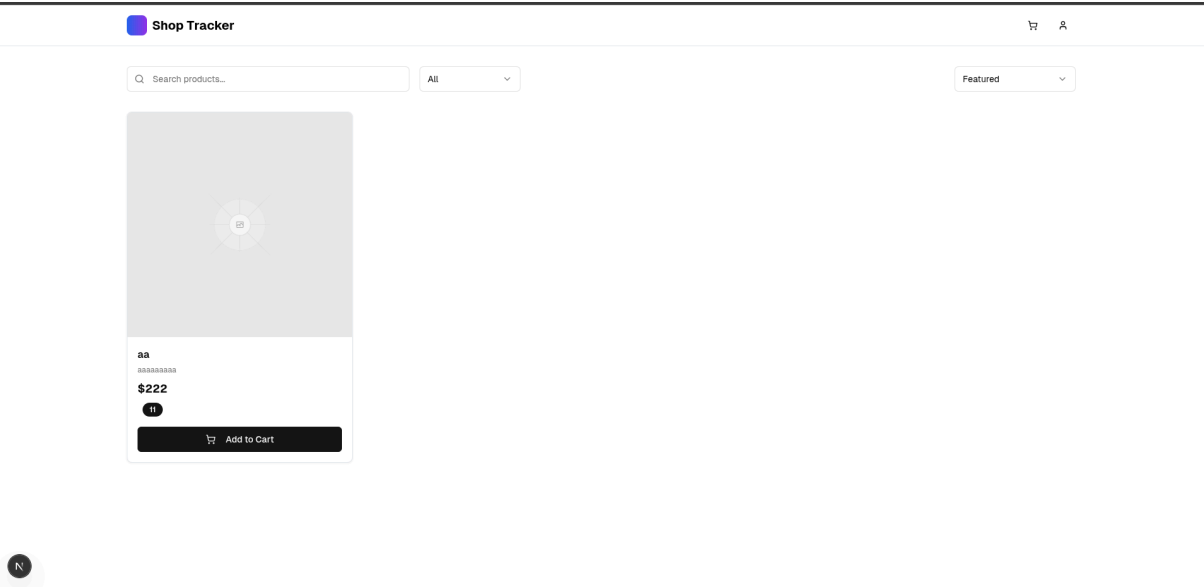 Shop Tracker
Search products...
All
Featured
aa
aaaaaaaaa
$222
11
Add to Cart
N